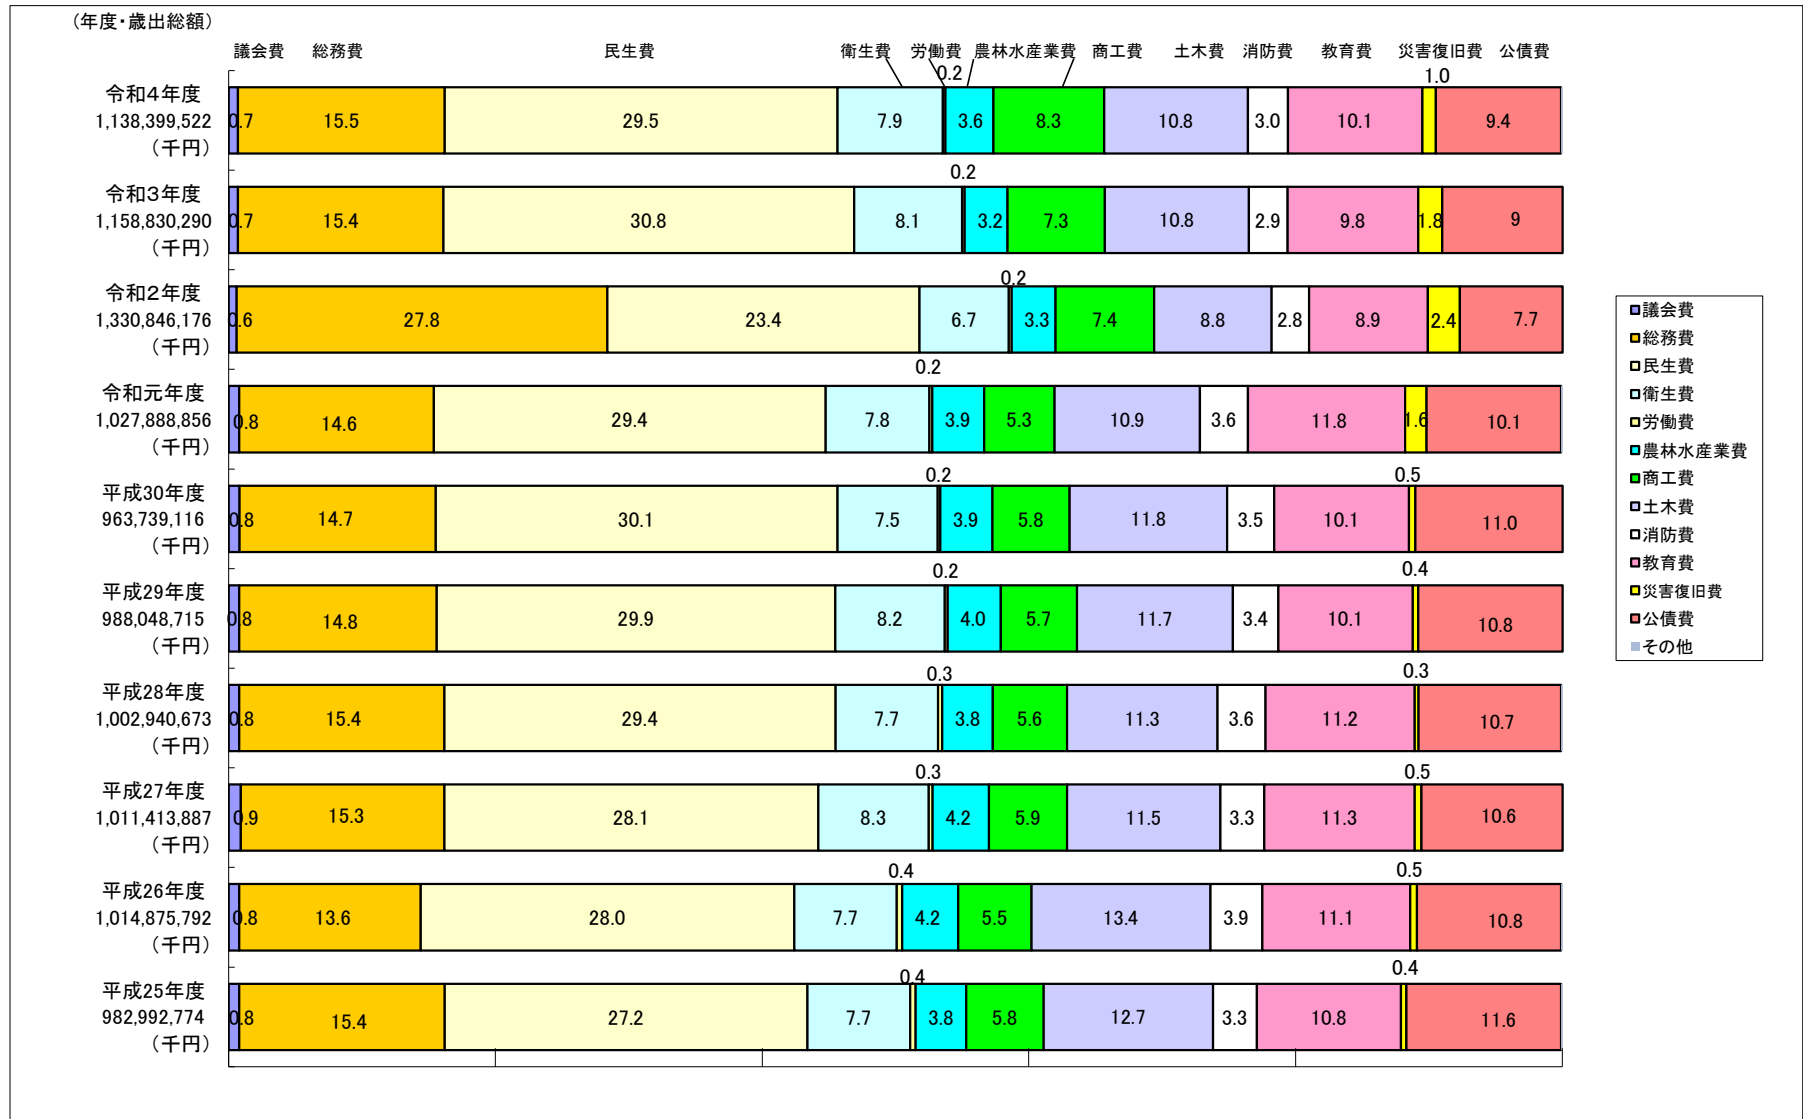 （年度・歳出総額）
議会費 総務費 民生費 衛生費 労働費 農林水産業費 商工費 土木費 消防費 教育費 災害復旧費 公債費
0.2 1.0
令和４年度
1,138,399,522
（千円）
0.7 15.5 29.5 7.9 3.6 8.3 10.8 3.0 10.1 9.4
0.2
令和３年度
1,158,830,290
（千円）
0.7 15.4 30.8 8.1 3.2 7.3 10.8 2.9 9.8 1.8 9
0.2
令和２年度
1,330,846,176
（千円）
0.6 27.8 23.4 6.7 3.3 7.4 8.8 2.8 8.9 2.4 7.7
0.2
令和元年度
1,027,888,856
（千円）
0.8 14.6 29.4 7.8 3.9 5.3 10.9 3.6 11.8 1.6 10.1
0.2 0.5
平成30年度
963,739,116
（千円）
0.8 14.7 30.1 7.5 3.9 5.8 11.8 3.5 10.1 11.0
0.2 0.4
平成29年度
988,048,715
（千円）
0.8 14.8 29.9 8.2 4.0 5.7 11.7 3.4 10.1 10.8
0.3 0.3
平成28年度
1,002,940,673
（千円）
0.8 15.4 29.4 7.7 3.8 5.6 11.3 3.6 11.2 10.7
0.3 0.5
平成27年度
1,011,413,887
（千円）
0.9 15.3 28.1 8.3 4.2 5.9 11.5 3.3 11.3 10.6
0.4 0.5
平成26年度
1,014,875,792
（千円）
0.8 13.6 28.0 7.7 4.2 5.5 13.4 3.9 11.1 10.8
0.4 0.4
平成25年度
982,992,774
（千円）
0.8 15.4 27.2 7.7 3.8 5.8 12.7 3.3 10.8 11.6
議会費
総務費
民生費
衛生費
労働費
農林水産業費
商工費
土木費
消防費
教育費
災害復旧費
公債費
その他